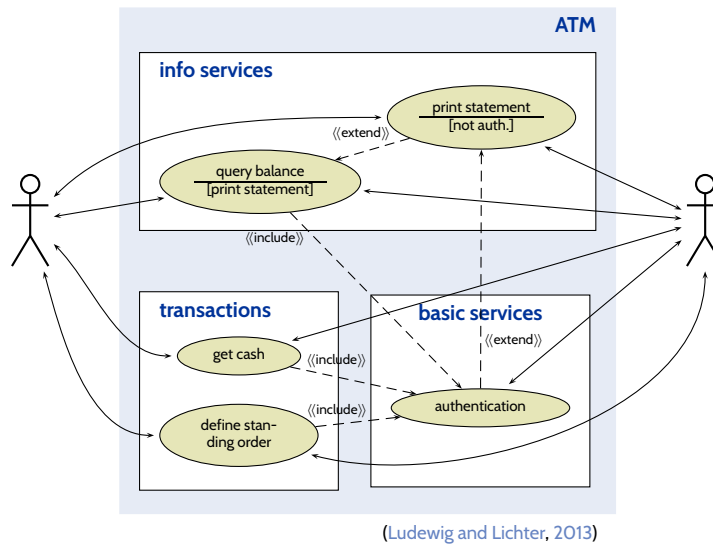 ATM
info services
print statement
[not auth.]
⟨⟨extend⟩⟩
query balance
[print statement]
⟨⟨include⟩⟩
transactions
basic services
⟨⟨extend⟩⟩
get cash
⟨⟨include⟩⟩
⟨⟨include⟩⟩
authentication
define stan-
ding order
(Ludewig and Lichter, 2013)